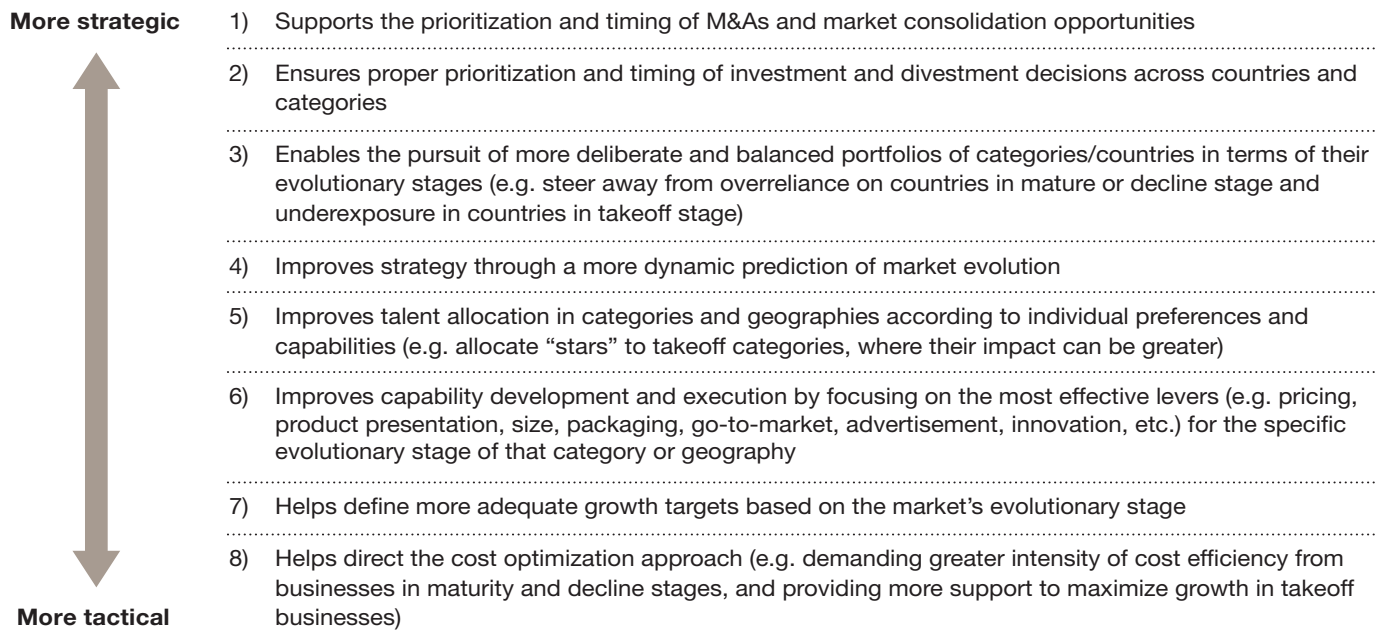 More strategic
1) Supports the prioritization and timing of M&As and market consolidation opportunities
2) Ensures proper prioritization and timing of investment and divestment decisions across countries and
categories
3) Enables the pursuit of more deliberate and balanced portfolios of categories/countries in terms of their
evolutionary stages (e.g. steer away from overreliance on countries in mature or decline stage and
underexposure in countries in takeoff stage)
4) Improves strategy through a more dynamic prediction of market evolution
5) Improves talent allocation in categories and geographies according to individual preferences and
capabilities (e.g. allocate “stars” to takeoff categories, where their impact can be greater)
6) Improves capability development and execution by focusing on the most effective levers (e.g. pricing,
product presentation, size, packaging, go-to-market, advertisement, innovation, etc.) for the specific
evolutionary stage of that category or geography
7) Helps define more adequate growth targets based on the market’s evolutionary stage
8) Helps direct the cost optimization approach (e.g. demanding greater intensity of cost efficiency from
businesses in maturity and decline stages, and providing more support to maximize growth in takeoff
businesses)
More tactical